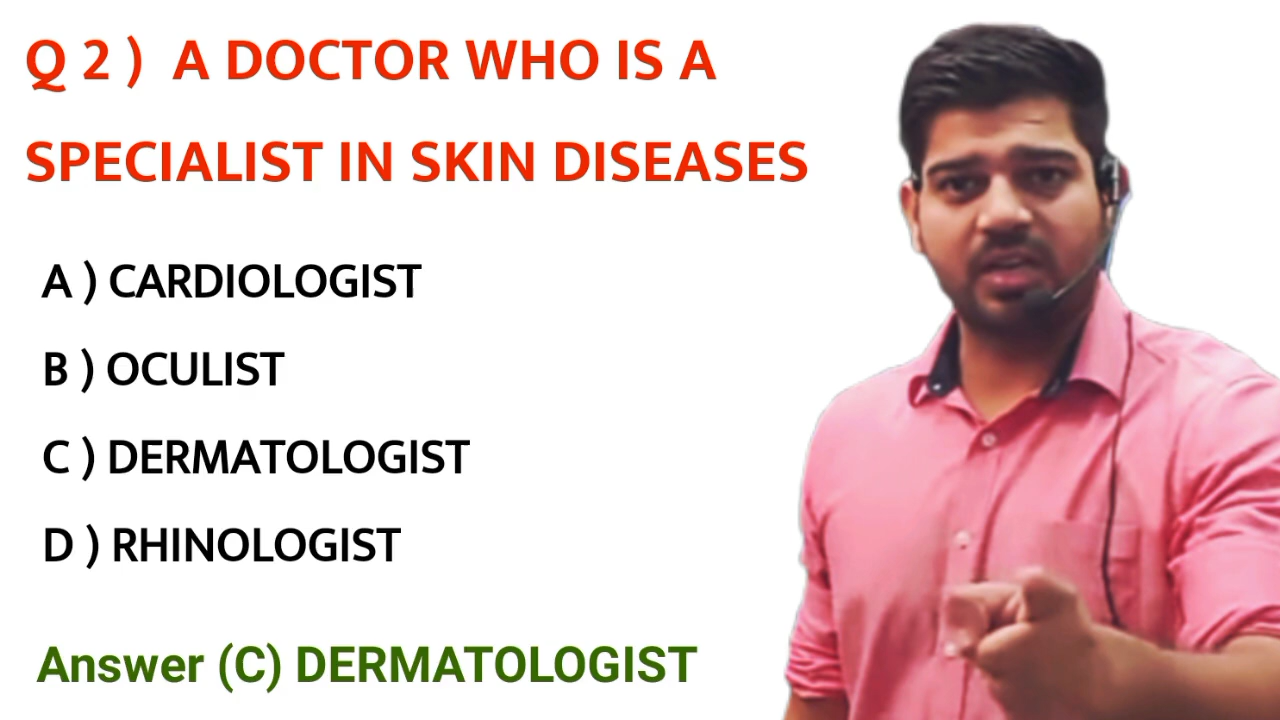 Q 2 ) A DOCTOR WHO IS A
SPECIALIST IN SKIN DISEASES
A ) CARDIOLOGIST
B ) OCULIST
C ) DERMATOLOGIST
D ) RHINOLOGIST
Answer (C) DERMATOLOGIST